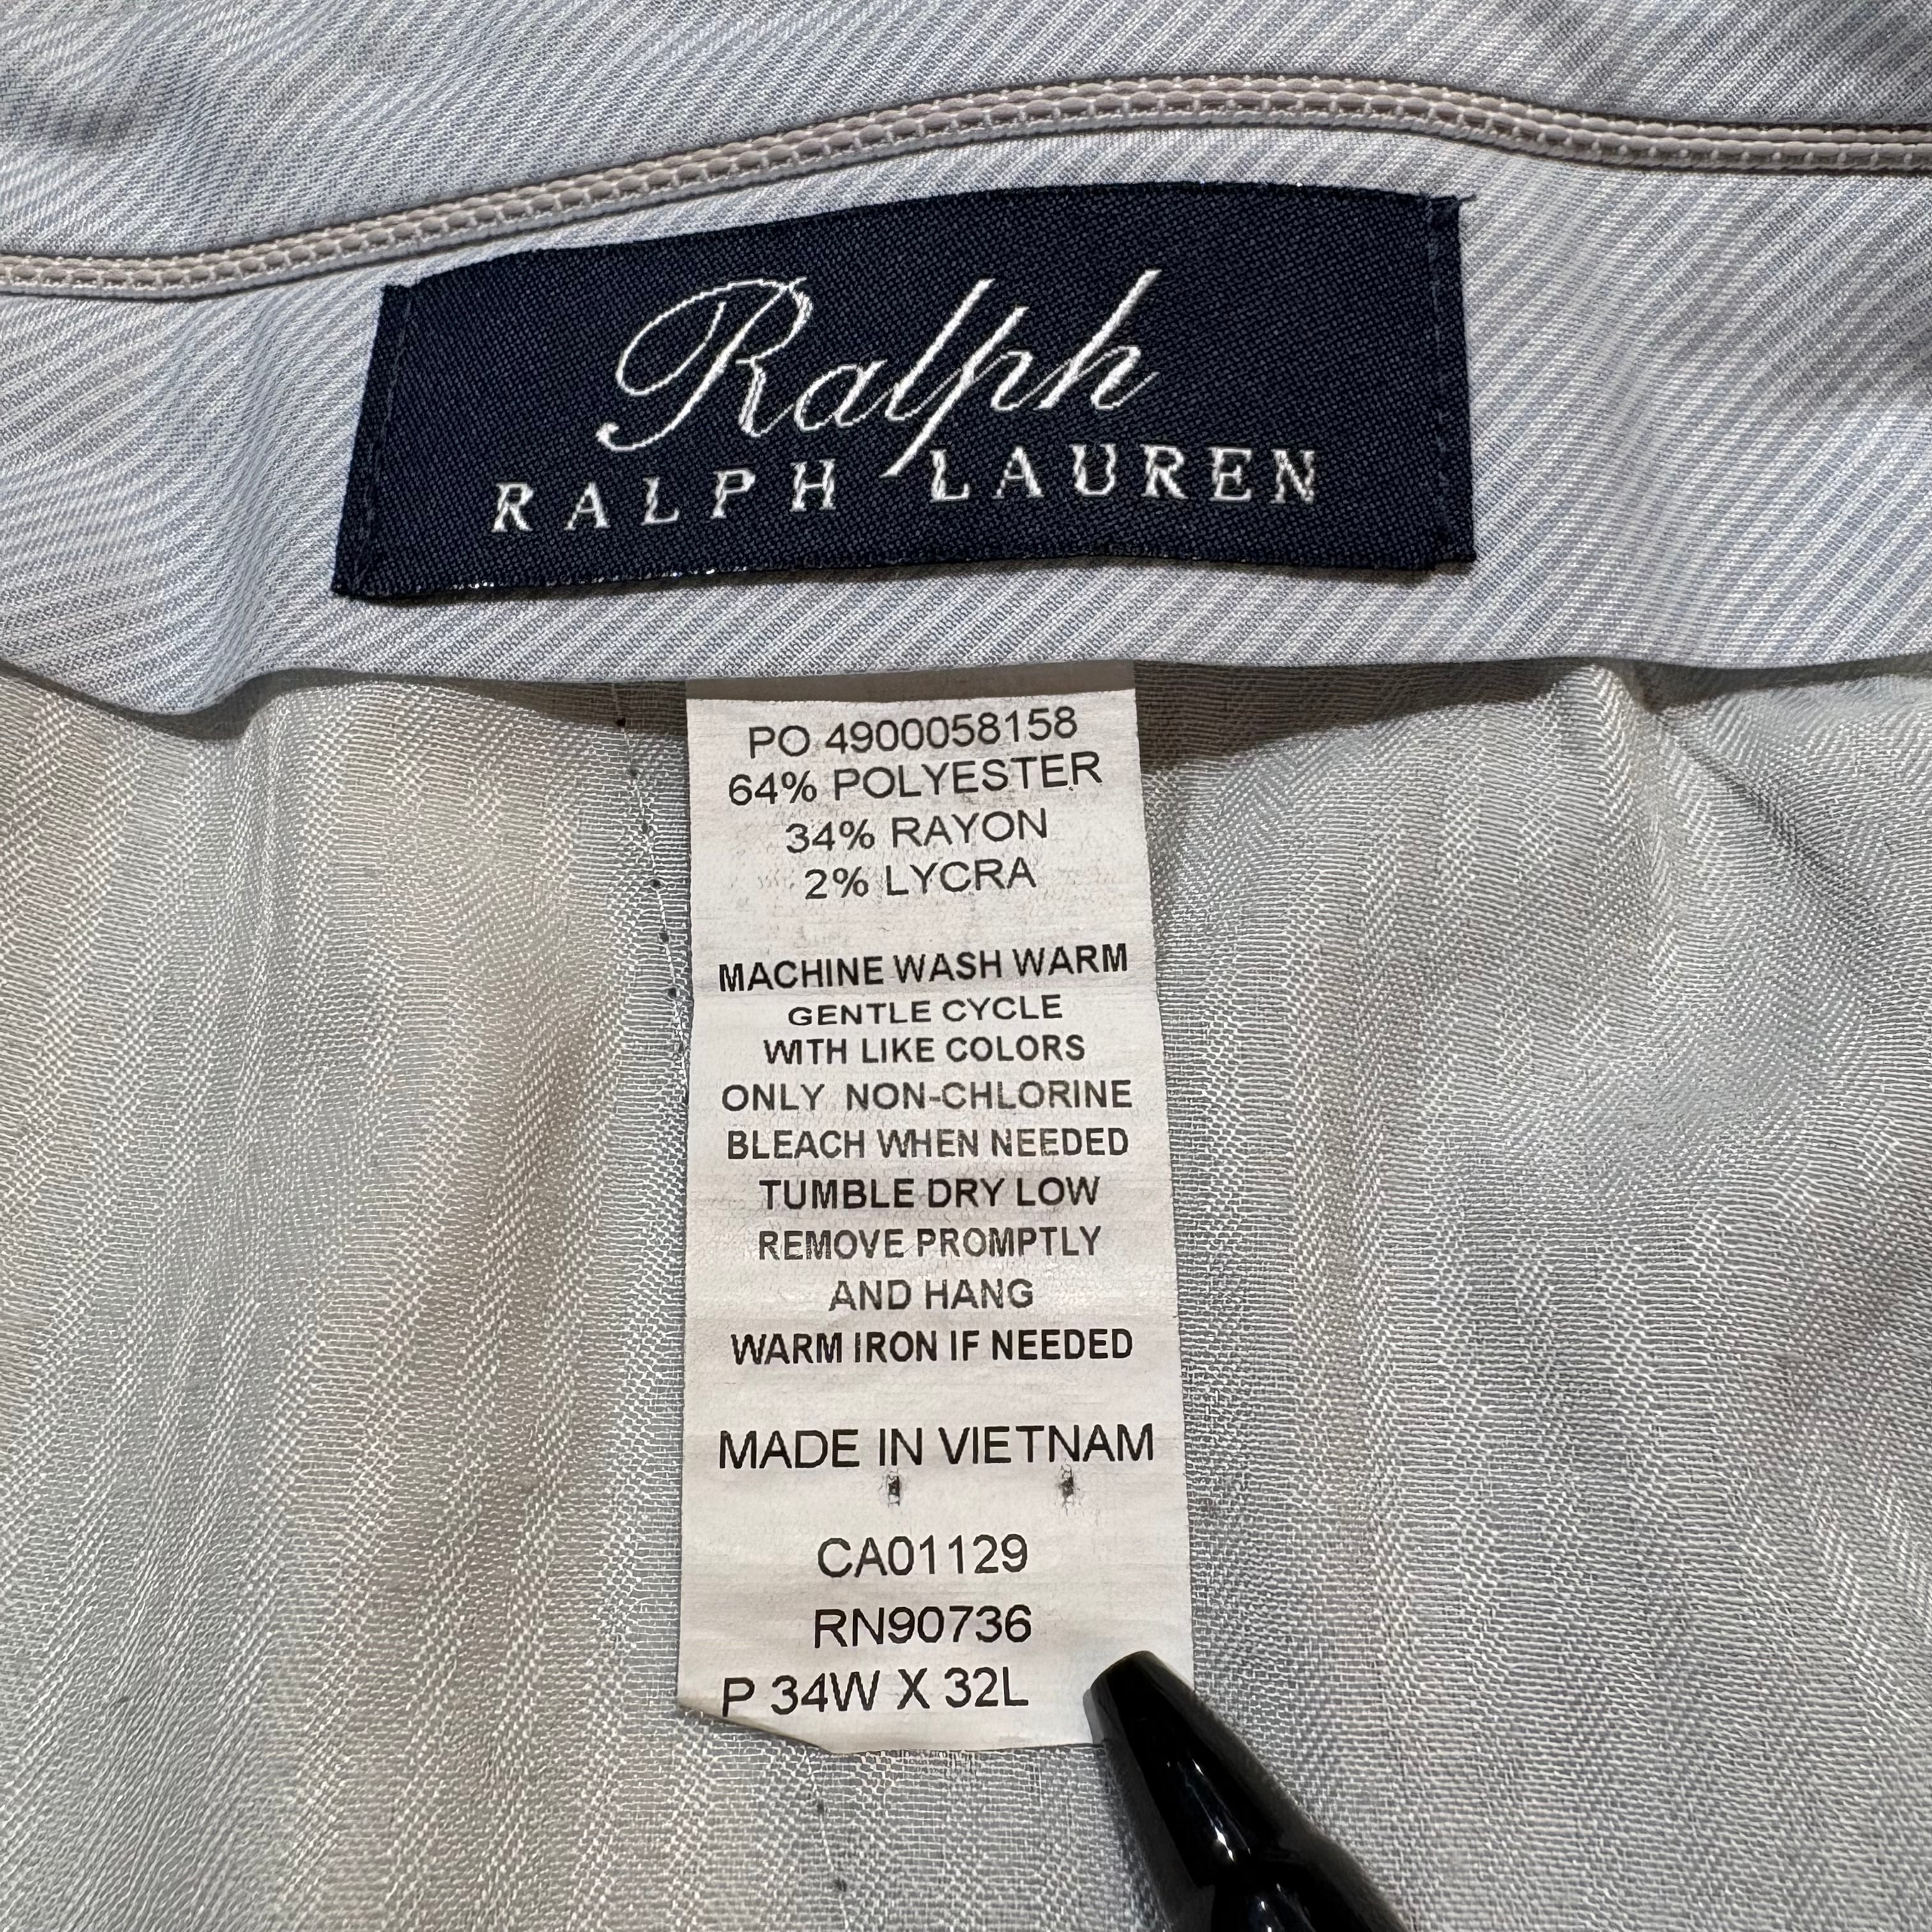 Ralph
RALPH LAUREN
PO 4900058158
64% POLYESTER
34% RAYON
2% LYCRA
MACHINE WASH WARM
GENTLE CYCLE
WITH LIKE COLORS
ONLY NON-CHLORINE
BLEACH WHEN NEEDED
TUMBLE DRY LOW
REMOVE PROMPTLY
AND HANG
WARM IRON IF NEEDED
MADE IN VIETNAM
CA01129
RN90736
P 34W X 32L